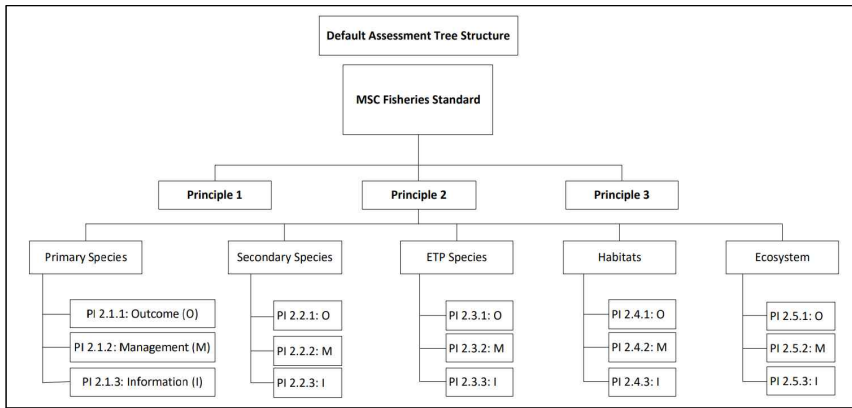 Default Assessment Tree Structure
MSC Fisheries Standard
Principle 1
Principle 2
Principle 3
Primary Species
Secondary Species
ETP Species
Habitats
Ecosystem
PI 2.1.1: Outcome (O)
PI 2.1.2: Management (M)
PI 2.1.3: Information (I)
PI 2.2.1: O
PI 2.2.2: M
PI 2.2.3: I
PI 2.3.1: O
PI 2.3.2: M
PI 2.3.3: I
PI 2.4.1: O
PI 2.4.2: M
PI 2.4.3: I
PI 2.5.1: O
PI 2.5.2: M
PI 2.5.3: I